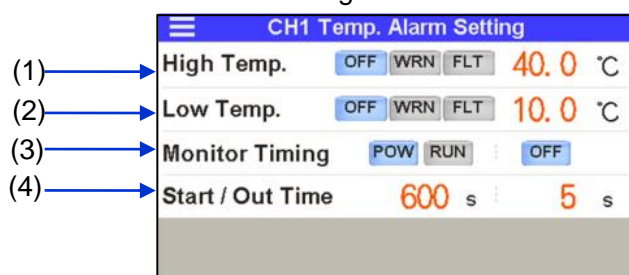 CH1 Temp. Alarm Setting
(1) High Temp. OFF WRN FLT 40.0 ℃
(2) Low Temp. OFF WRN FLT 10.0 ℃
(3) Monitor Timing POW RUN OFF
(4) Start / Out Time 600 s 5 s